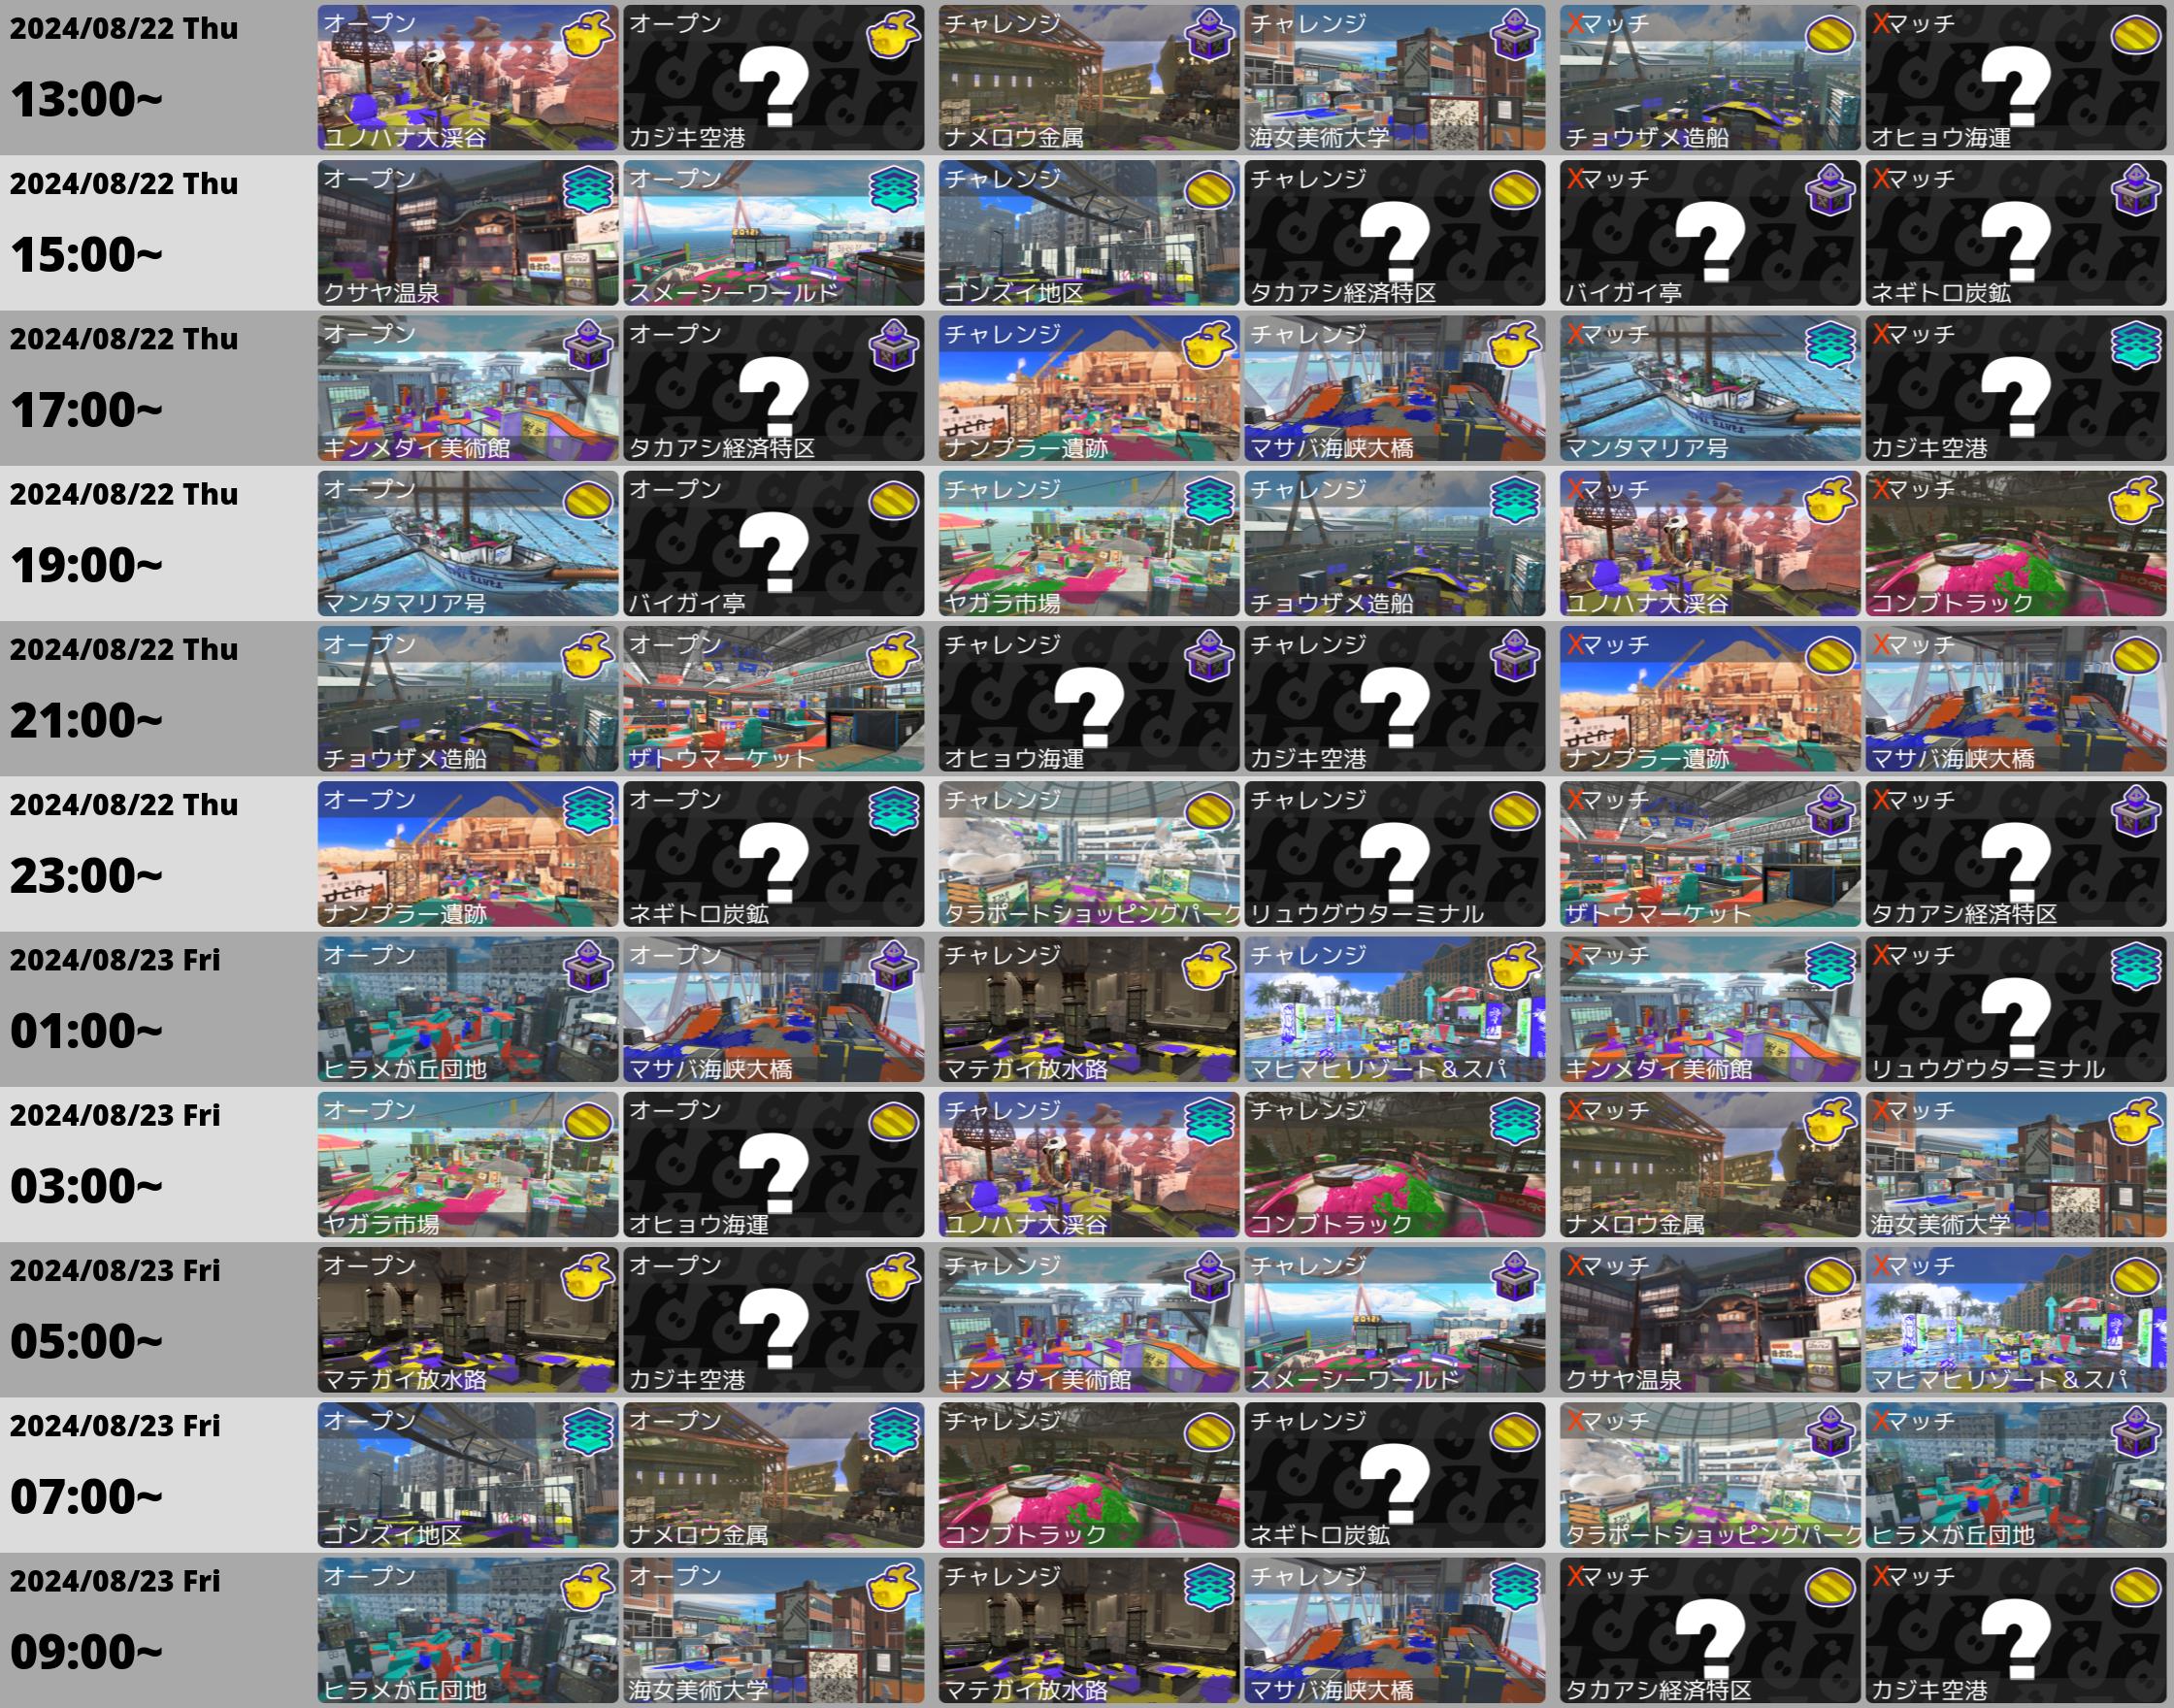 2024/08/22 Thu
13:00~
オープン
ユノハナ大渓谷
オープン
カジキ空港
チャレンジ
ナメロウ金属
チャレンジ
海女美術大学
Xマッチ
チョウザメ造船
Xマッチ
オヒョウ海運
2024/08/22 Thu
15:00~
オープン
クサヤ温泉
オープン
スメーシーワールド
チャレンジ
ゴンズイ地区
チャレンジ
タカアシ経済特区
Xマッチ
バイガイ亭
Xマッチ
ネギトロ炭鉱
2024/08/22 Thu
17:00~
オープン
キンメダイ美術館
オープン
タカアシ経済特区
チャレンジ
ナンプラー遺跡
チャレンジ
マサバ海峡大橋
Xマッチ
マンタマリア号
Xマッチ
カジキ空港
2024/08/22 Thu
19:00~
オープン
マンタマリア号
オープン
バイガイ亭
チャレンジ
ヤガラ市場
チャレンジ
チョウザメ造船
Xマッチ
ユノハナ大渓谷
Xマッチ
コンブトラック
2024/08/22 Thu
21:00~
オープン
チョウザメ造船
オープン
ザトウマーケット
チャレンジ
オヒョウ海運
チャレンジ
カジキ空港
Xマッチ
ナンプラー遺跡
Xマッチ
マサバ海峡大橋
2024/08/22 Thu
23:00~
オープン
ナンプラー遺跡
オープン
ネギトロ炭鉱
チャレンジ
タラポートショッピングパーク
チャレンジ
リュウグウターミナル
Xマッチ
ザトウマーケット
Xマッチ
タカアシ経済特区
2024/08/23 Fri
01:00~
オープン
ヒラメが丘団地
オープン
マサバ海峡大橋
チャレンジ
マテガイ放水路
チャレンジ
マヒマヒリゾート＆スパ
Xマッチ
キンメダイ美術館
Xマッチ
リュウグウターミナル
2024/08/23 Fri
03:00~
オープン
ヤガラ市場
オープン
オヒョウ海運
チャレンジ
ユノハナ大渓谷
チャレンジ
コンブトラック
Xマッチ
ナメロウ金属
Xマッチ
海女美術大学
2024/08/23 Fri
05:00~
オープン
マテガイ放水路
オープン
カジキ空港
チャレンジ
キンメダイ美術館
チャレンジ
スメーシーワールド
Xマッチ
クサヤ温泉
Xマッチ
マヒマヒリゾート＆スパ
2024/08/23 Fri
07:00~
オープン
ゴンズイ地区
オープン
ナメロウ金属
チャレンジ
コンブトラック
チャレンジ
ネギトロ炭鉱
Xマッチ
タラポートショッピングパーク
Xマッチ
ヒラメが丘団地
2024/08/23 Fri
09:00~
オープン
ヒラメが丘団地
オープン
海女美術大学
チャレンジ
マテガイ放水路
チャレンジ
マサバ海峡大橋
Xマッチ
タカアシ経済特区
Xマッチ
カジキ空港